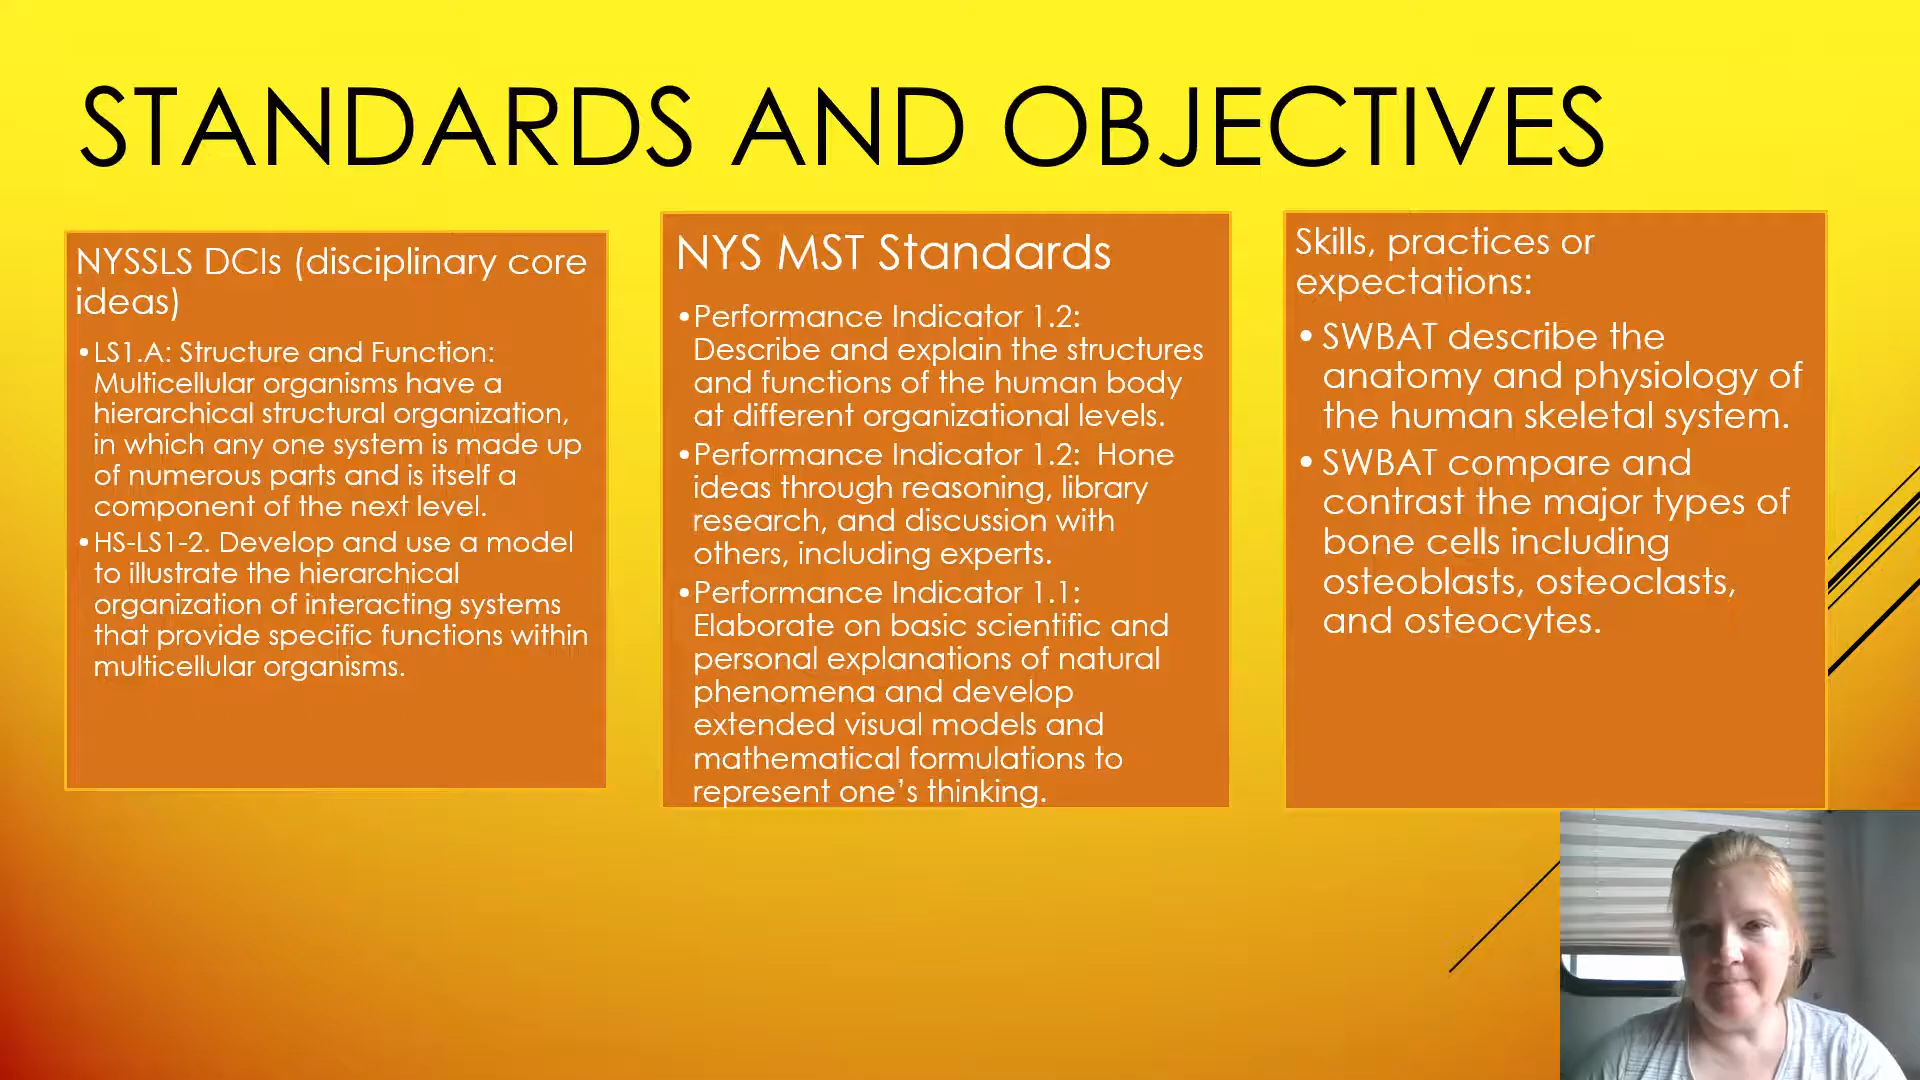 STANDARDS AND OBJECTIVES
NYSSLS DCIs (disciplinary core
ideas)
•LS1.A: Structure and Function:
Multicellular organisms have a
hierarchical structural organization,
in which any one system is made up
of numerous parts and is itself a
component of the next level.
•HS-LS1-2. Develop and use a model
to illustrate the hierarchical
organization of interacting systems
that provide specific functions within
multicellular organisms.
NYS MST Standards
•Performance Indicator 1.2:
Describe and explain the structures
and functions of the human body
at different organizational levels.
•Performance Indicator 1.2:  Hone
ideas through reasoning, library
research, and discussion with
others, including experts.
•Performance Indicator 1.1:
Elaborate on basic scientific and
personal explanations of natural
phenomena and develop
extended visual models and
mathematical formulations to
represent one’s thinking.
Skills, practices or
expectations:
• SWBAT describe the
anatomy and physiology of
the human skeletal system.
• SWBAT compare and
contrast the major types of
bone cells including
osteoblasts, osteoclasts,
and osteocytes.